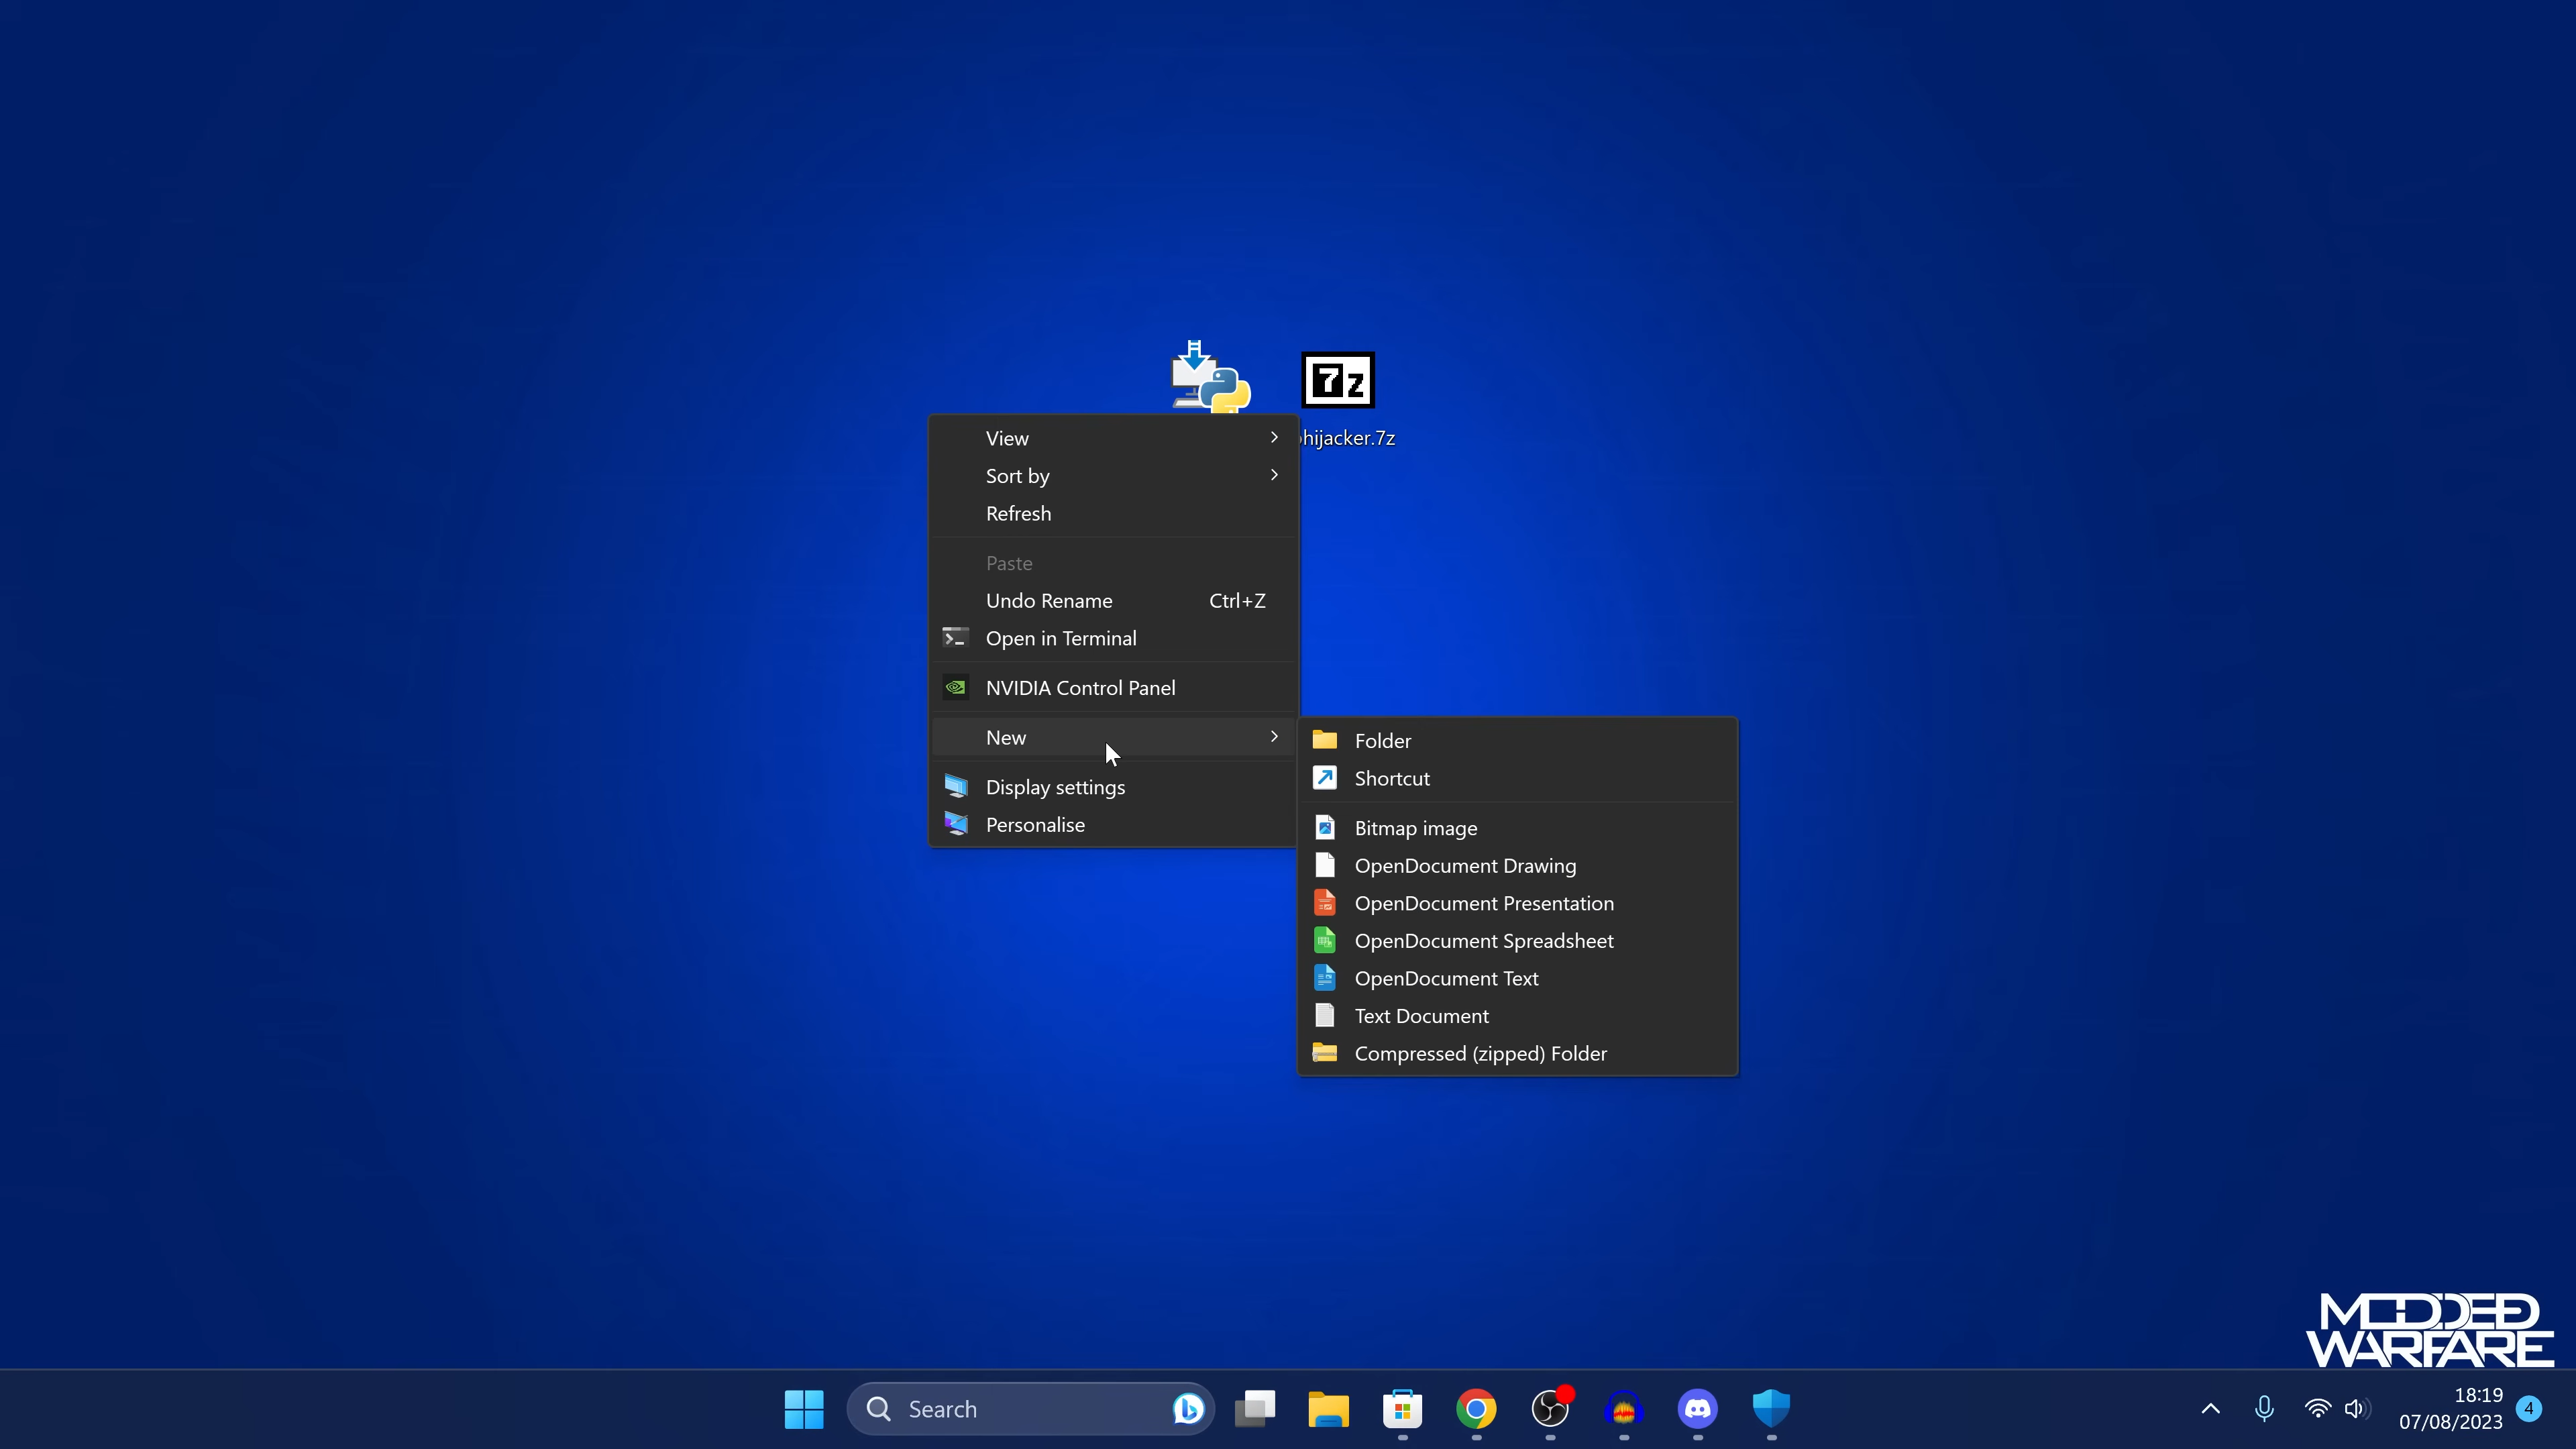 7z
hijacker.7z
View
Sort by
Refresh
Paste
Undo Rename Ctrl+Z
Open in Terminal
NVIDIA Control Panel
New
Display settings
Personalise
Folder
Shortcut
Bitmap image
OpenDocument Drawing
OpenDocument Presentation
OpenDocument Spreadsheet
OpenDocument Text
Text Document
Compressed (zipped) Folder
MODDED
WARFARE
Search
18:19
07/08/2023
4